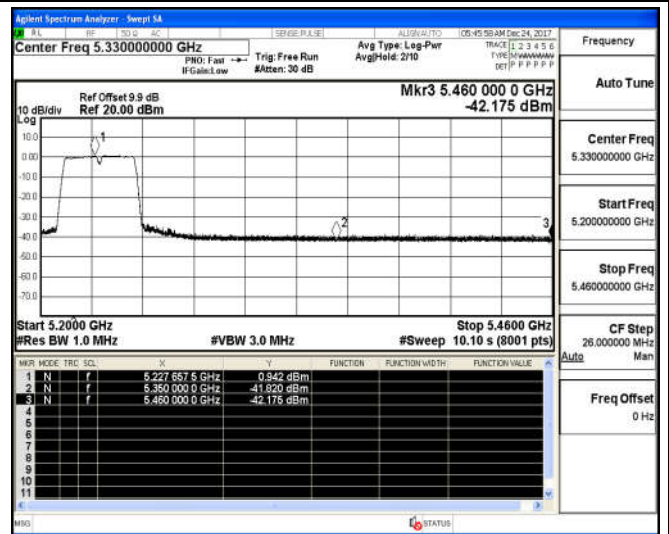 Agilent Spectrum Analyzer - Swept SA
RL RF 50 Ω AC SENSE:PULSE ALIGNAUTO 05:45:58 AM Dec 24, 2017
Center Freq 5.330000000 GHz
PNO: Fast
IFGain:Low
Trig: Free Run
#Atten: 30 dB
Avg Type: Log-Pwr
Avg|Hold: 2/10
TRACE 1 2 3 4 5 6
TYPE MWWWWW
DET P P P P P P
Frequency
Auto Tune
Center Freq
5.330000000 GHz
Start Freq
5.200000000 GHz
Stop Freq
5.460000000 GHz
CF Step
26.000000 MHz
Auto Man
Freq Offset
0 Hz
Ref Offset 9.9 dB
10 dB/div Ref 20.00 dBm
Log
Mkr3 5.460 000 0 GHz
-42.175 dBm
10.0
0.00
-10.0
-20.0
-30.0
-40.0
-50.0
-60.0
-70.0
1
2
3
Start 5.2000 GHz Stop 5.4600 GHz
#Res BW 1.0 MHz #VBW 3.0 MHz #Sweep 10.10 s (8001 pts)
MKR MODE TRC SCL X Y FUNCTION FUNCTION WIDTH FUNCTION VALUE
1 N f 5.227 657 5 GHz 0.942 dBm
2 N f 5.350 000 0 GHz -41.820 dBm
3 N f 5.460 000 0 GHz -42.175 dBm
4
5
6
7
8
9
10
11
MSG STATUS